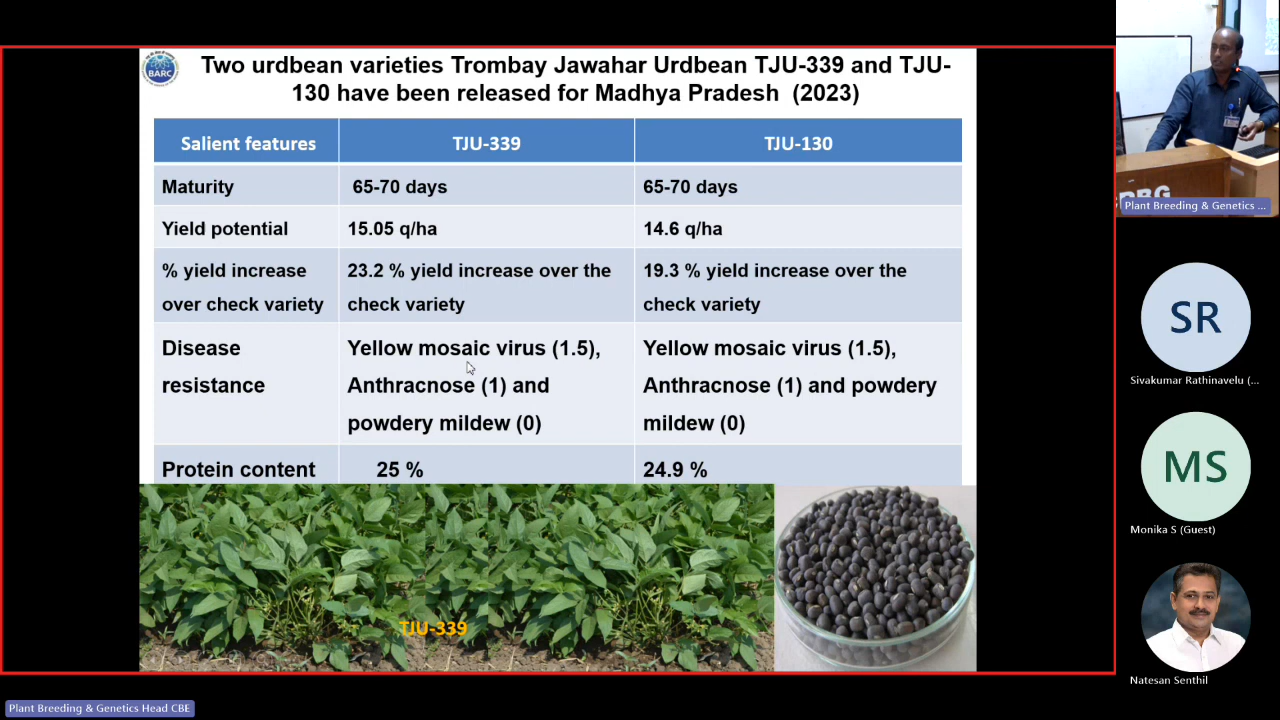 BARC
Two urdbean varieties Trombay Jawahar Urdbean TJU-339 and TJU-
130 have been released for Madhya Pradesh (2023)
Salient features TJU-339 TJU-130
Maturity 65-70 days 65-70 days
Yield potential 15.05 q/ha 14.6 q/ha
% yield increase 23.2 % yield increase over the 19.3 % yield increase over the
over check variety check variety check variety
Disease Yellow mosaic virus (1.5), Yellow mosaic virus (1.5),
resistance Anthracnose (1) and Anthracnose (1) and powdery
powdery mildew (0) mildew (0)
Protein content 25 % 24.9 %
TJU-339
Plant Breeding & Genetics ...
SR
Sivakumar Rathinavelu (...
MS
Monika S (Guest)
Natesan Senthil
Plant Breeding & Genetics Head CBE